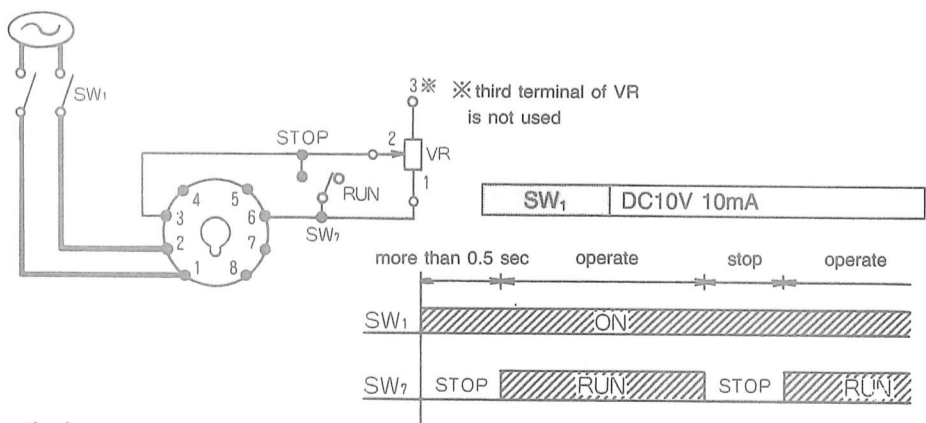 SW₁
3※
※ third terminal of VR
is not used
STOP
2
VR
RUN
1
4
5
3
6
SW₇
2
7
1
8
SW₁ DC10V 10mA
more than 0.5 sec operate stop operate
SW₁ ON
SW₇ STOP RUN STOP RUN